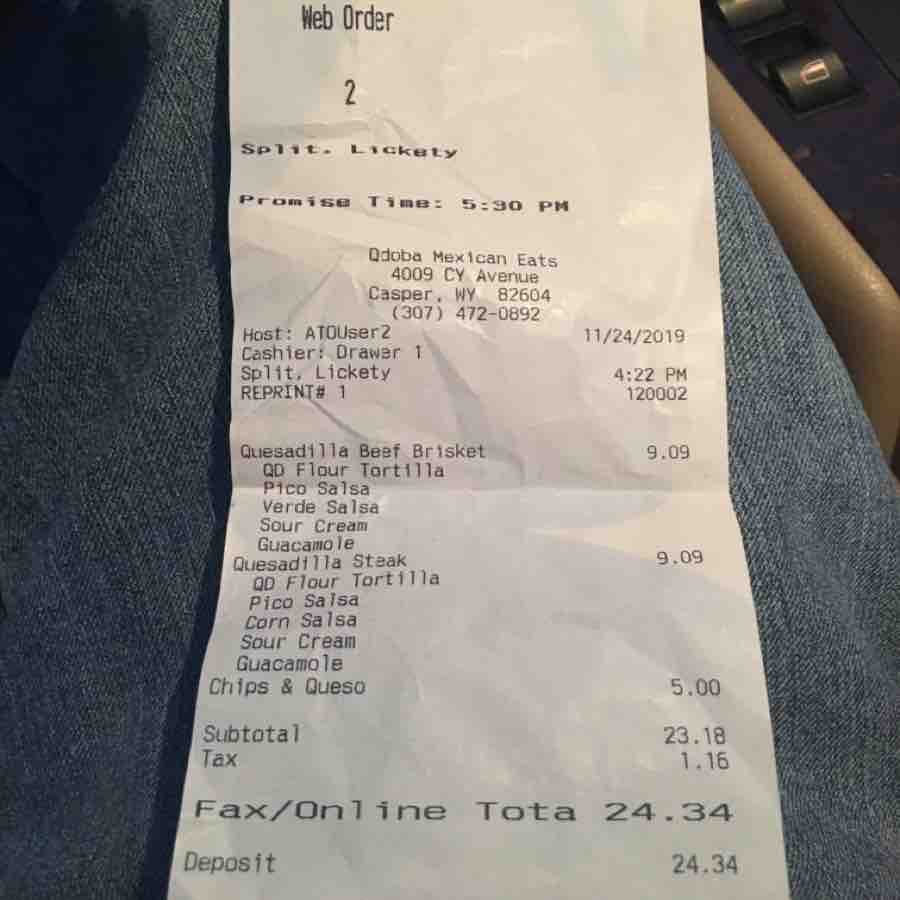 Web Order
2
Split. Lickety
Promise Time: 5:30 PM
Qdoba Mexican Eats
4009 CY Avenue
Casper, WY 82604
(307) 472-0892
Host: ATOUser2 11/24/2019
Cashier: Drawer 1
Split, Lickety 4:22 PM
REPRINT# 1 120002
Quesadilla Beef Brisket 9.09
QD Flour Tortilla
Pico Salsa
Verde Salsa
Sour Cream
Guacamole
Quesadilla Steak 9.09
QD Flour Tortilla
Pico Salsa
Corn Salsa
Sour Cream
Guacamole
Chips & Queso 5.00
Subtotal 23.18
Tax 1.16
Fax/Online Tota 24.34
Deposit 24.34